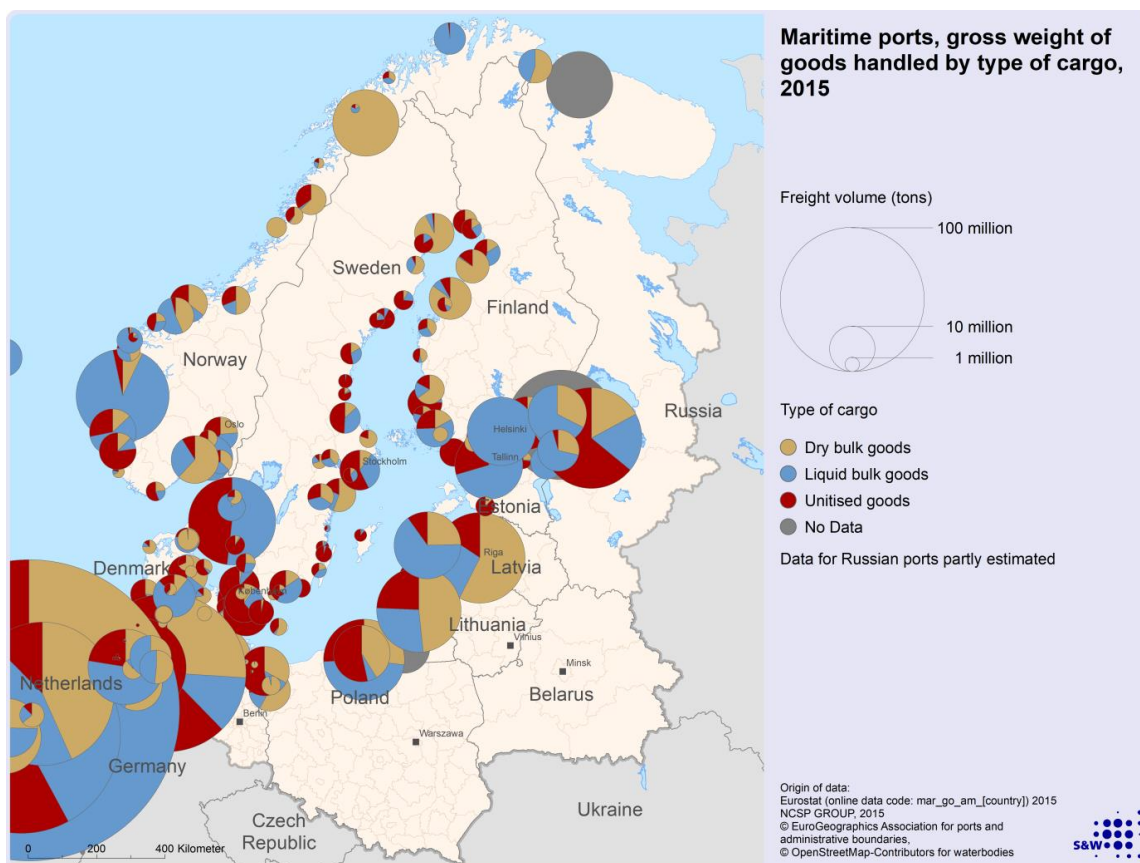 Maritime ports, gross weight of
goods handled by type of cargo,
2015
Freight volume (tons)
100 million
10 million
1 million
Type of cargo
Dry bulk goods
Liquid bulk goods
Unitised goods
No Data
Data for Russian ports partly estimated
Origin of data:
Eurostat (online data code: mar_go_am_[country]) 2015
NCSP GROUP, 2015
© EuroGeographics Association for ports and
administrative boundaries,
© OpenStreetMap-Contributors for waterbodies
S&W
Sweden
Finland
Norway
Russia
Oslo
Helsinki
Stockholm
Tallinn
Estonia
Riga
Latvia
Denmark
København
Lithuania
Vilnius
Minsk
Netherlands
Poland
Belarus
Berlin
Warszawa
Germany
Ukraine
Czech
Republic
0 200 400 Kilometer